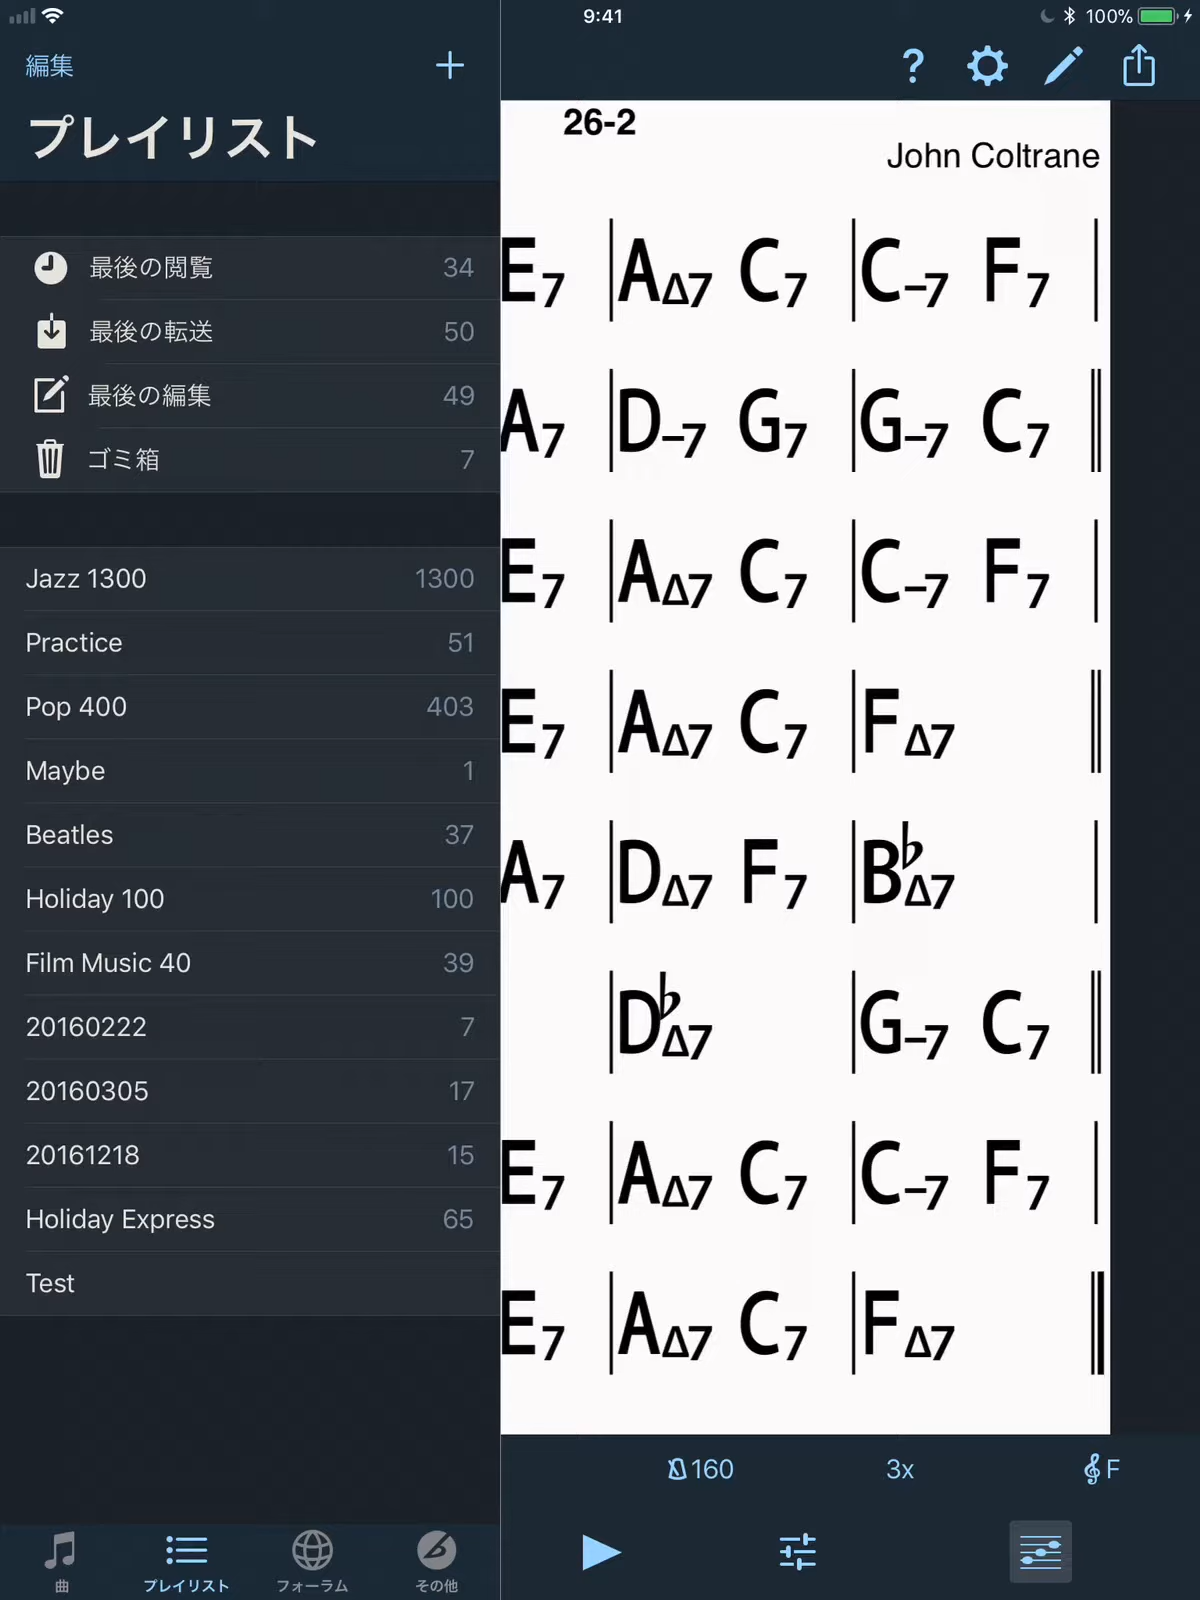 9:41
100%
編集
プレイリスト
最後の閲覧 34
最後の転送 50
最後の編集 49
ゴミ箱 7
Jazz 1300 1300
Practice 51
Pop 400 403
Maybe 1
Beatles 37
Holiday 100 100
Film Music 40 39
20160222 7
20160305 17
20161218 15
Holiday Express 65
Test
曲 プレイリスト フォーラム その他
?
26-2
John Coltrane
E7 |AΔ7 C7 |C–7 F7 |
A7 |D–7 G7 |G–7 C7 ||
E7 |AΔ7 C7 |C–7 F7 |
E7 |AΔ7 C7 |FΔ7 ||
A7 |DΔ7 F7 |B♭Δ7 |
|D♭Δ7 |G–7 C7 ||
E7 |AΔ7 C7 |C–7 F7 |
E7 |AΔ7 C7 |FΔ7 ||
160 3x F